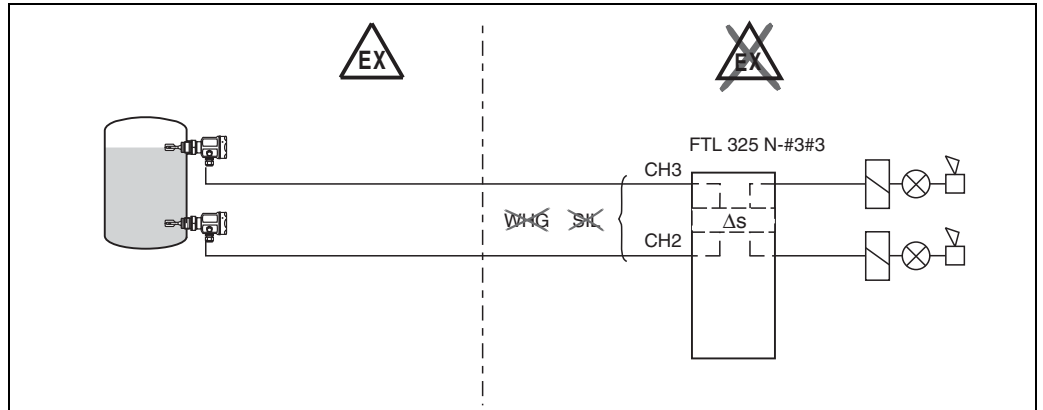 EX
EX
FTL 325 N-#3#3
CH3
WHG SIL
Δs
CH2